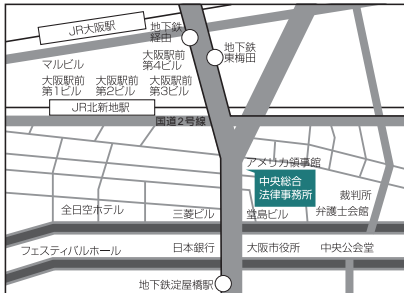 JR大阪駅
地下鉄
経由
地下鉄
東梅田
マルビル
大阪駅前
第4ビル
大阪駅前
第1ビル
大阪駅前
第2ビル
大阪駅前
第3ビル
JR北新地駅
国道2号線
アメリカ領事館
中央総合
法律事務所
裁判所
弁護士会館
全日空ホテル
三菱ビル
堂島ビル
フェスティバルホール
日本銀行
大阪市役所
中央公会堂
地下鉄淀屋橋駅